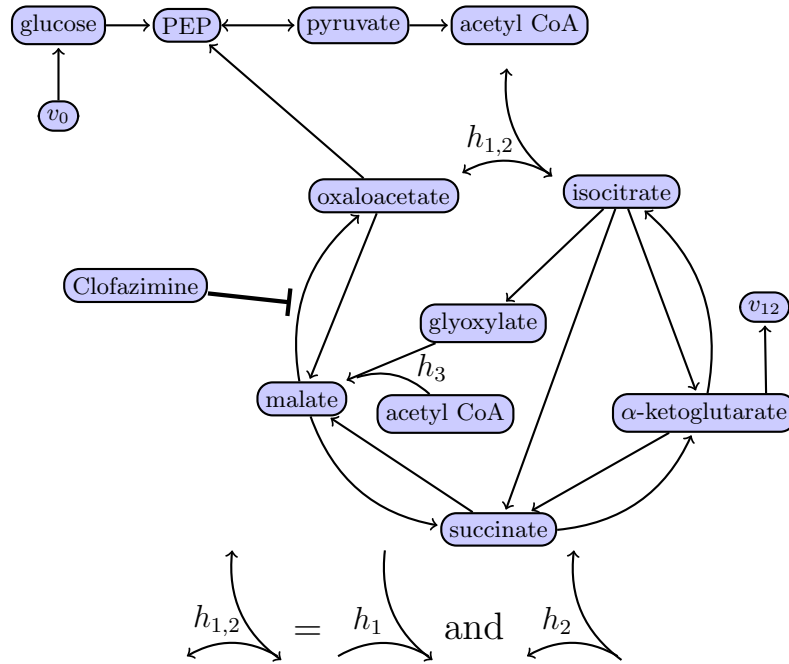 glucose PEP pyruvate acetyl CoA
v₀
h₁,₂
oxaloacetate isocitrate
Clofazimine
v₁₂
glyoxylate
h₃
malate acetyl CoA α-ketoglutarate
succinate
h₁,₂ = h₁ and h₂